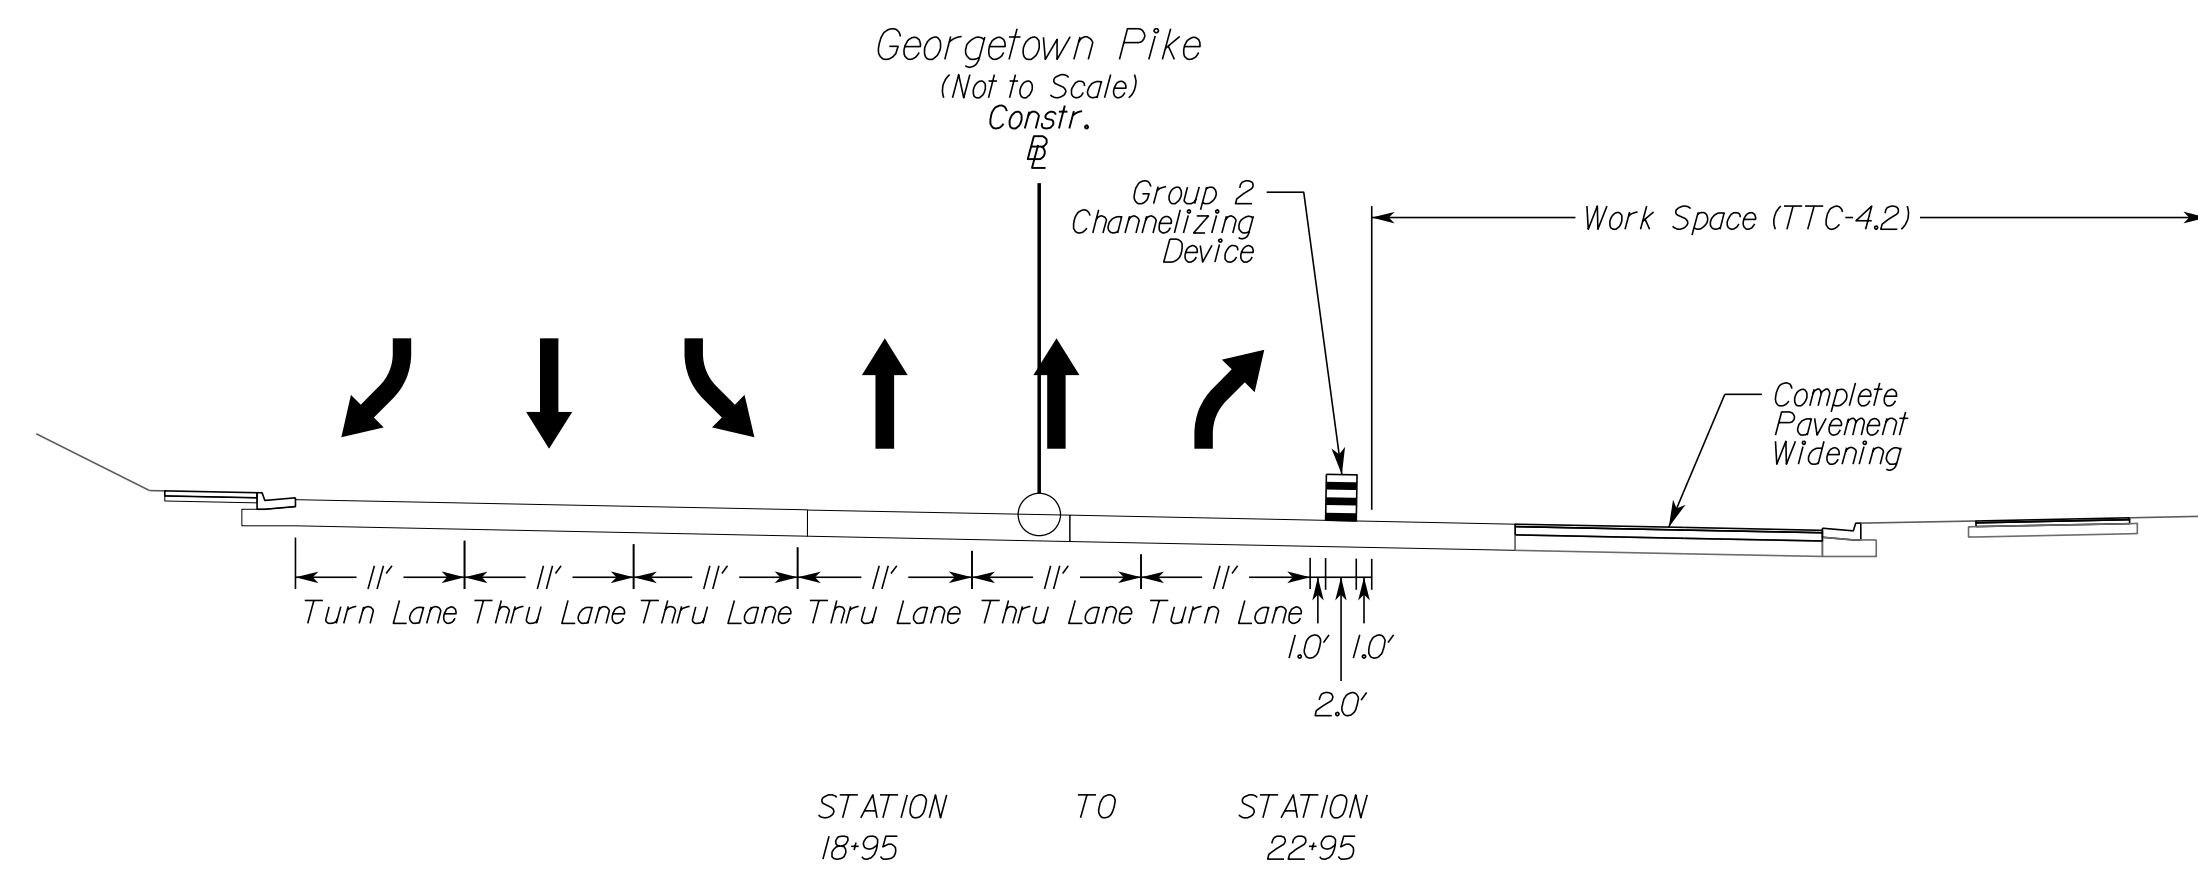 Georgetown Pike
(Not to Scale)
Constr.
BL
Group 2
Channelizing
Device
Work Space (TTC-4.2)
Complete
Pavement
Widening
11' 11' 11' 11' 11' 11'
Turn Lane Thru Lane Thru Lane Thru Lane Thru Lane Turn Lane
1.0' 1.0'
2.0'
STATION TO STATION
18+95 22+95